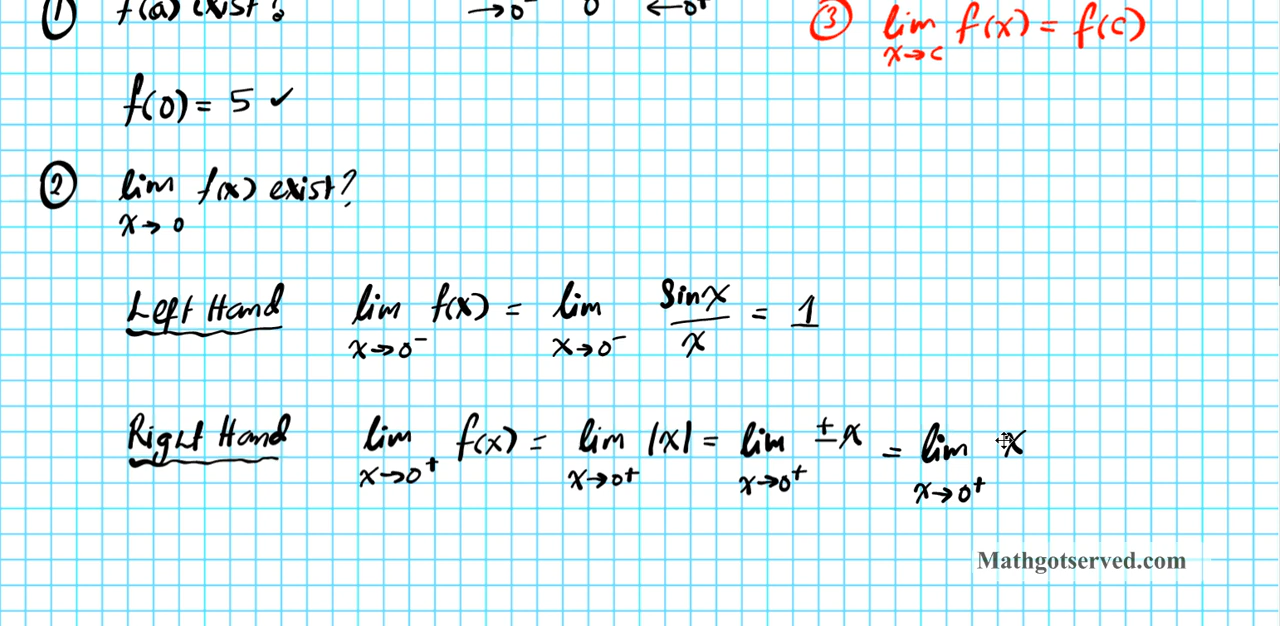 ① f(a) exist?
→0⁻ 0 ←0⁺
③ lim f(x) = f(c)
x→c
f(0) = 5 ✓
② lim f(x) exist?
x→0
Left Hand lim f(x) = lim sinx/x = 1
x→0⁻ x→0⁻
Right Hand lim f(x) = lim |x| = lim ±x = lim x
x→0⁺ x→0⁺ x→0⁺ x→0⁺
Mathgotserved.com